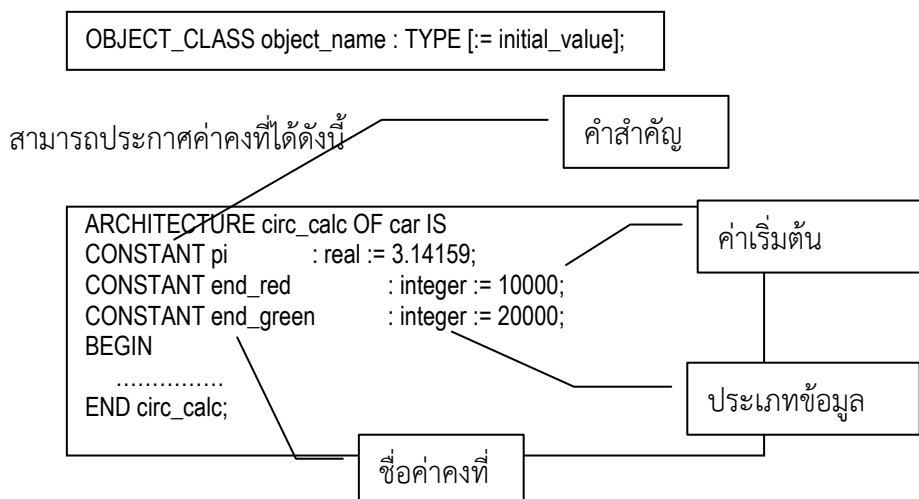 OBJECT_CLASS object_name : TYPE [:= initial_value];
สามารถประกาศค่าคงที่ได้ดังนี้
คำสำคัญ
ARCHITECTURE circ_calc OF car IS
CONSTANT pi : real := 3.14159;
ค่าเริ่มต้น
CONSTANT end_red : integer := 10000;
CONSTANT end_green : integer := 20000;
BEGIN
……………
END circ_calc;
ประเภทข้อมูล
ชื่อค่าคงที่